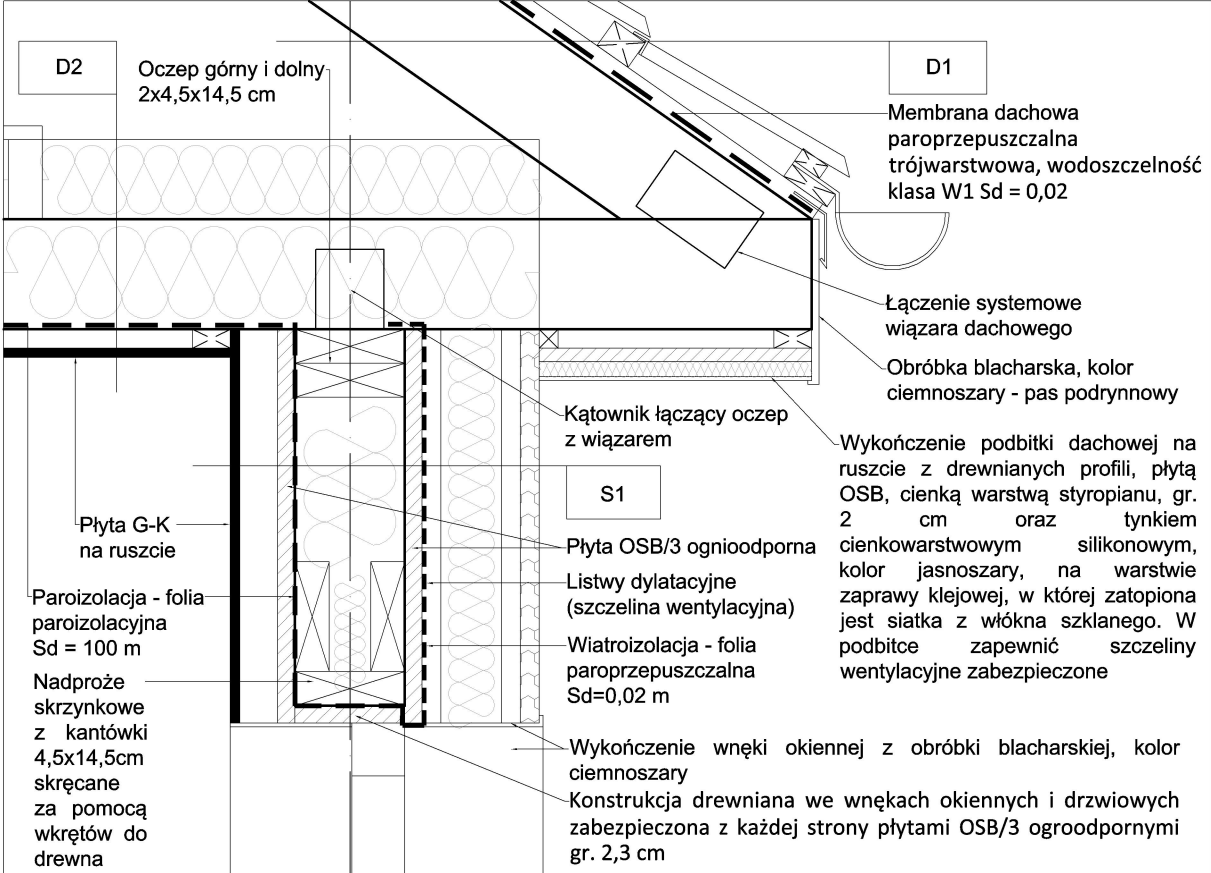 D2
Oczep górny i dolny
2x4,5x14,5 cm
D1
Membrana dachowa
paroprzepuszczalna
trójwarstwowa, wodoszczelność
klasa W1 Sd = 0,02
Łączenie systemowe
wiązara dachowego
Obróbka blacharska, kolor
ciemnoszary - pas podrynnowy
Kątownik łączący oczep
z wiązarem
Wykończenie podbitki dachowej na
ruszcie z drewnianych profili, płytą
OSB, cienką warstwą styropianu, gr.
2 cm oraz tynkiem
cienkowarstwowym silikonowym,
kolor jasnoszary, na warstwie
zaprawy klejowej, w której zatopiona
jest siatka z włókna szklanego. W
podbitce zapewnić szczeliny
wentylacyjne zabezpieczone
S1
Płyta G-K
na ruszcie
Płyta OSB/3 ognioodporna
Listwy dylatacyjne
(szczelina wentylacyjna)
Paroizolacja - folia
paroizolacyjna
Sd = 100 m
Wiatroizolacja - folia
paroprzepuszczalna
Sd=0,02 m
Nadproże
skrzynkowe
z kantówki
4,5x14,5cm
skręcane
za pomocą
wkrętów do
drewna
Wykończenie wnęki okiennej z obróbki blacharskiej, kolor
ciemnoszary
Konstrukcja drewniana we wnękach okiennych i drzwiowych
zabezpieczona z każdej strony płytami OSB/3 ogroodpornymi
gr. 2,3 cm